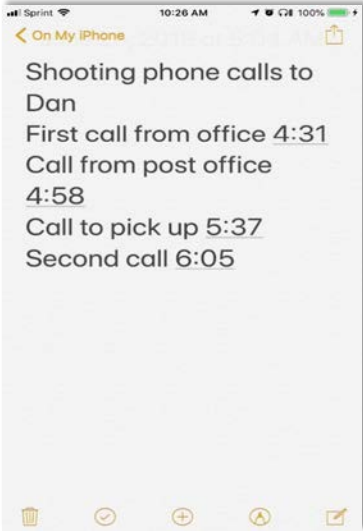 Sprint 10:26 AM 100%
On My iPhone
Shooting phone calls to
Dan
First call from office 4:31
Call from post office
4:58
Call to pick up 5:37
Second call 6:05